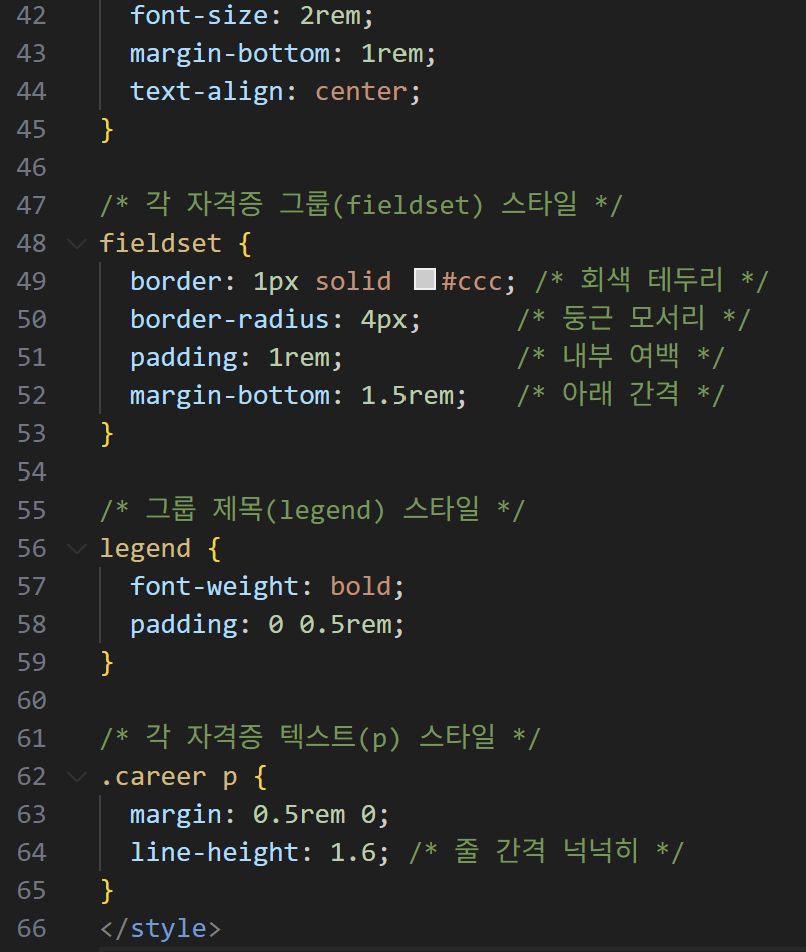 42 font-size: 2rem;
43 margin-bottom: 1rem;
44 text-align: center;
45 }
46
47 /* 각 자격증 그룹(fieldset) 스타일 */
48 fieldset {
49 border: 1px solid #ccc; /* 회색 테두리 */
50 border-radius: 4px; /* 둥근 모서리 */
51 padding: 1rem; /* 내부 여백 */
52 margin-bottom: 1.5rem; /* 아래 간격 */
53 }
54
55 /* 그룹 제목(legend) 스타일 */
56 legend {
57 font-weight: bold;
58 padding: 0 0.5rem;
59 }
60
61 /* 각 자격증 텍스트(p) 스타일 */
62 .career p {
63 margin: 0.5rem 0;
64 line-height: 1.6; /* 줄 간격 넉넉히 */
65 }
66 </style>